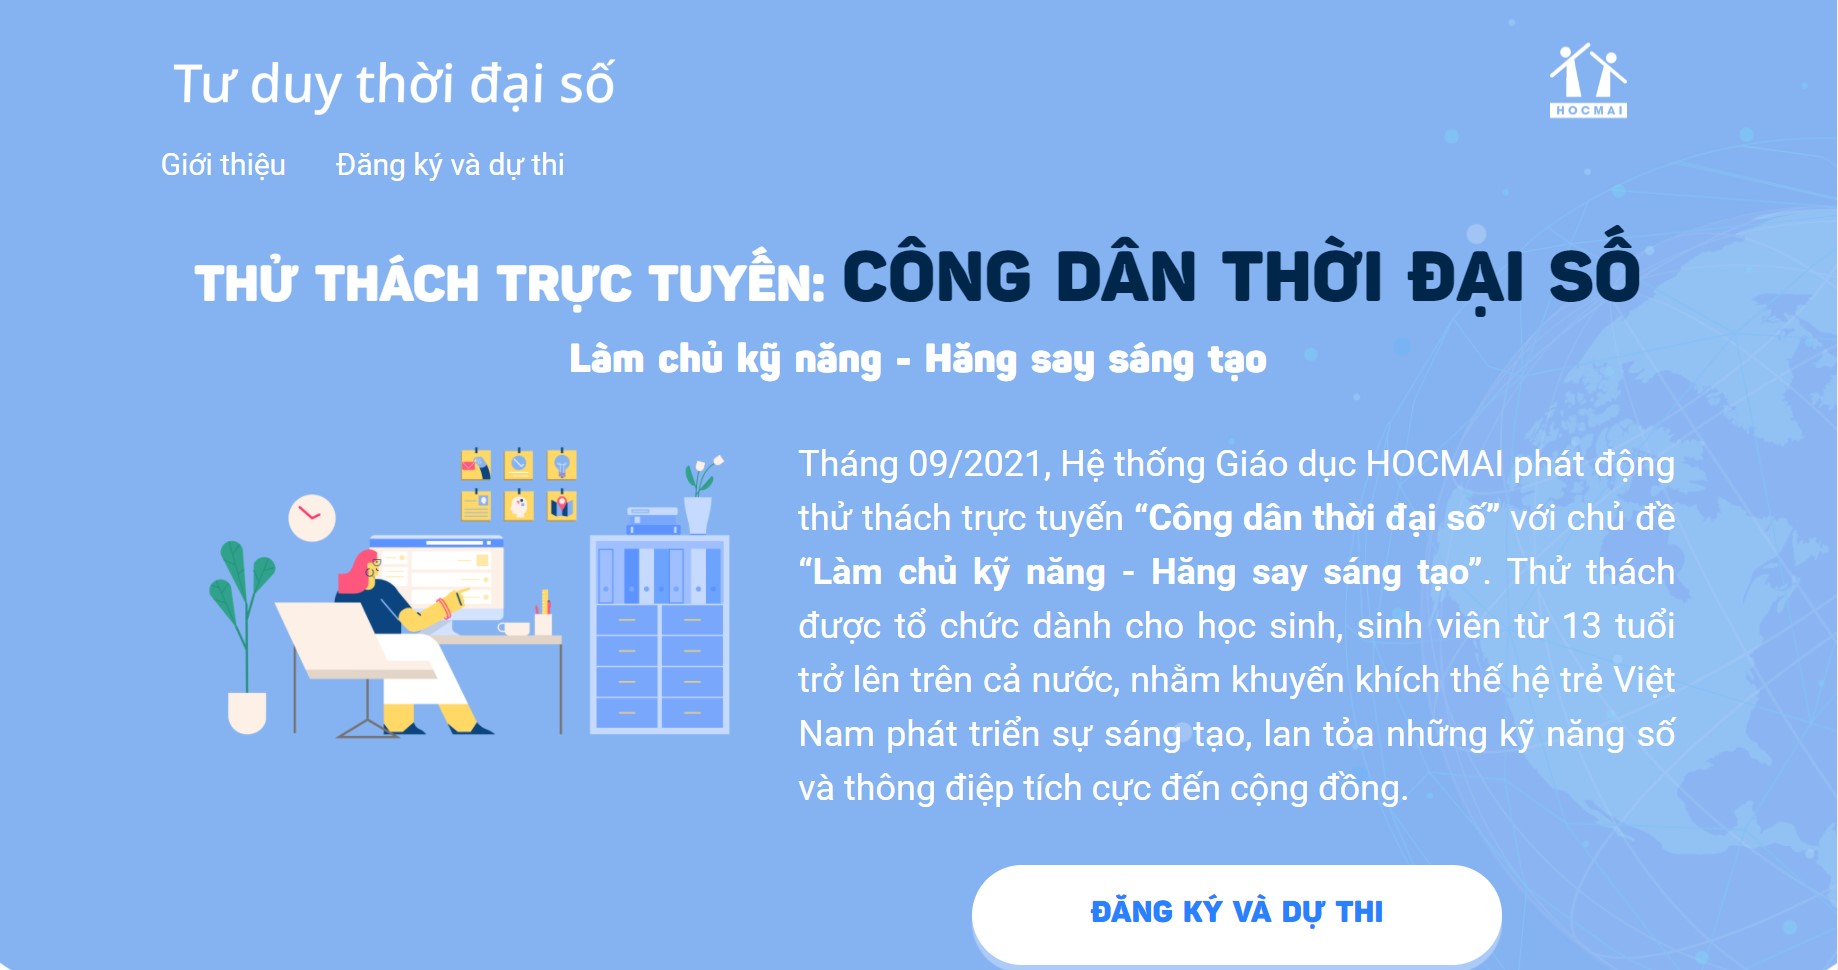 Tư duy thời đại số
HOCMAI
Giới thiệu Đăng ký và dự thi
THỬ THÁCH TRỰC TUYẾN: CÔNG DÂN THỜI ĐẠI SỐ
Làm chủ kỹ năng - Hăng say sáng tạo
Tháng 09/2021, Hệ thống Giáo dục HOCMAI phát động
thử thách trực tuyến “Công dân thời đại số” với chủ đề
“Làm chủ kỹ năng - Hăng say sáng tạo”. Thử thách
được tổ chức dành cho học sinh, sinh viên từ 13 tuổi
trở lên trên cả nước, nhằm khuyến khích thế hệ trẻ Việt
Nam phát triển sự sáng tạo, lan tỏa những kỹ năng số
và thông điệp tích cực đến cộng đồng.
ĐĂNG KÝ VÀ DỰ THI